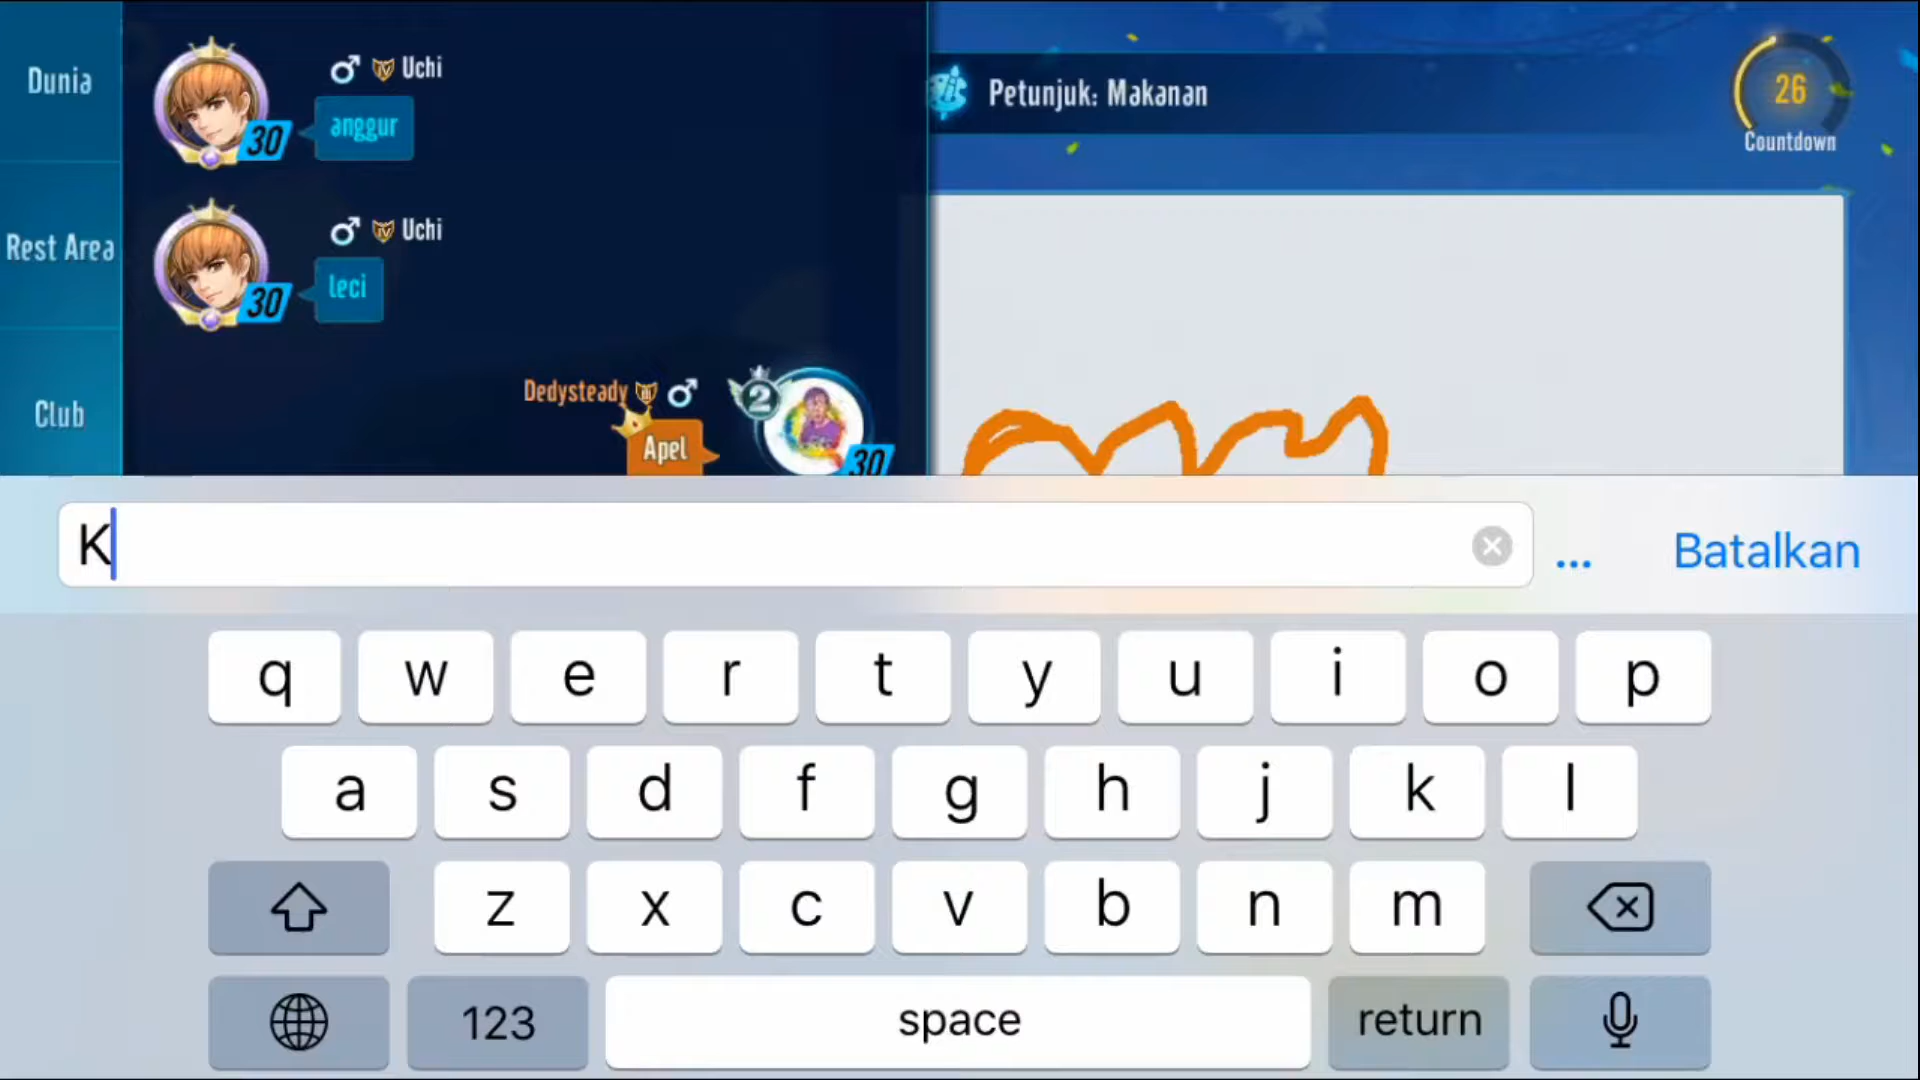 Dunia
Rest Area
Club
Uchi
30
anggur
Uchi
30
leci
Dedysteady
2
Apel
30
Petunjuk: Makanan
26
Countdown
K
...
Batalkan
q w e r t y u i o p
a s d f g h j k l
z x c v b n m
123 space return